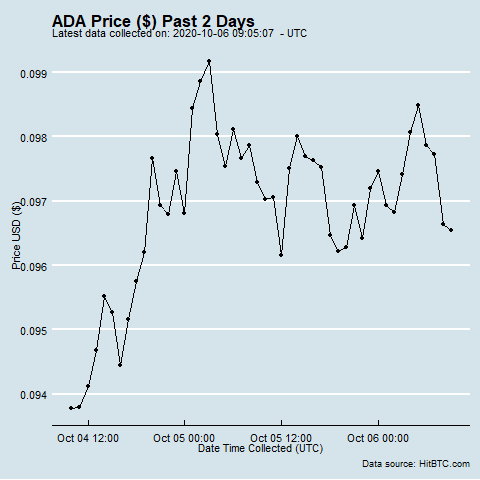 ADA Price ($) Past 2 Days
Latest data collected on: 2020-10-06 09:05:07 - UTC
0.099
0.098
0.097
0.096
0.095
0.094
Price USD ($)
Oct 04 12:00
Oct 05 00:00
Oct 05 12:00
Oct 06 00:00
Date Time Collected (UTC)
Data source: HitBTC.com